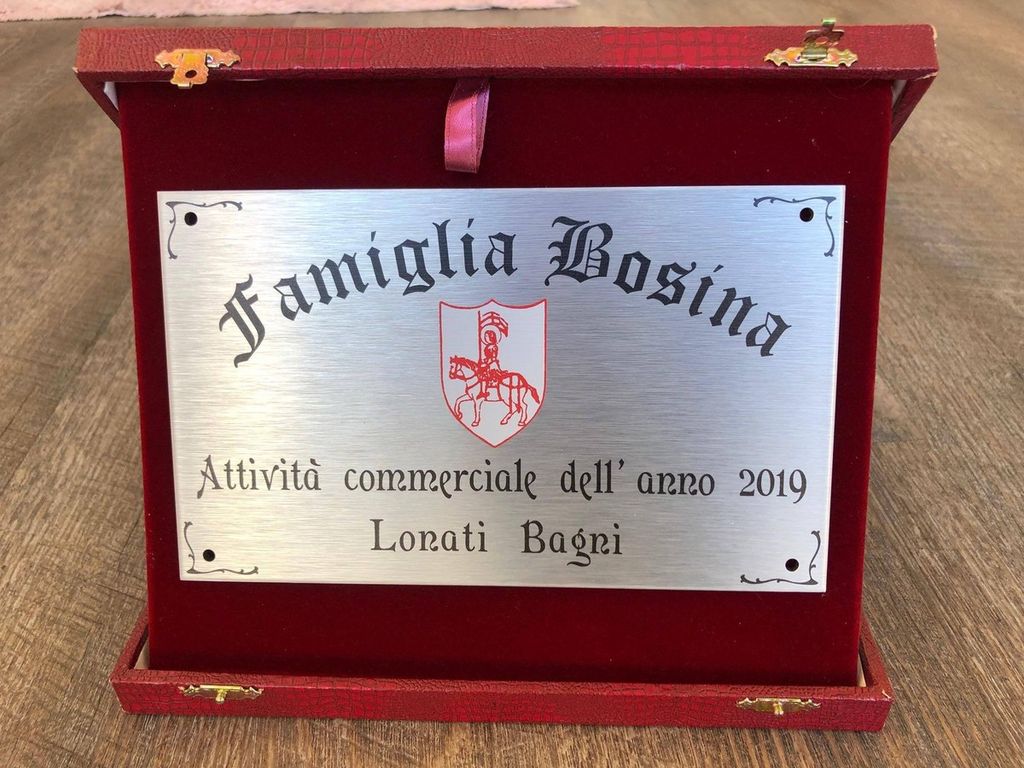 Famiglia Bosina
Attività commerciale dell' anno 2019
Lonati Bagni